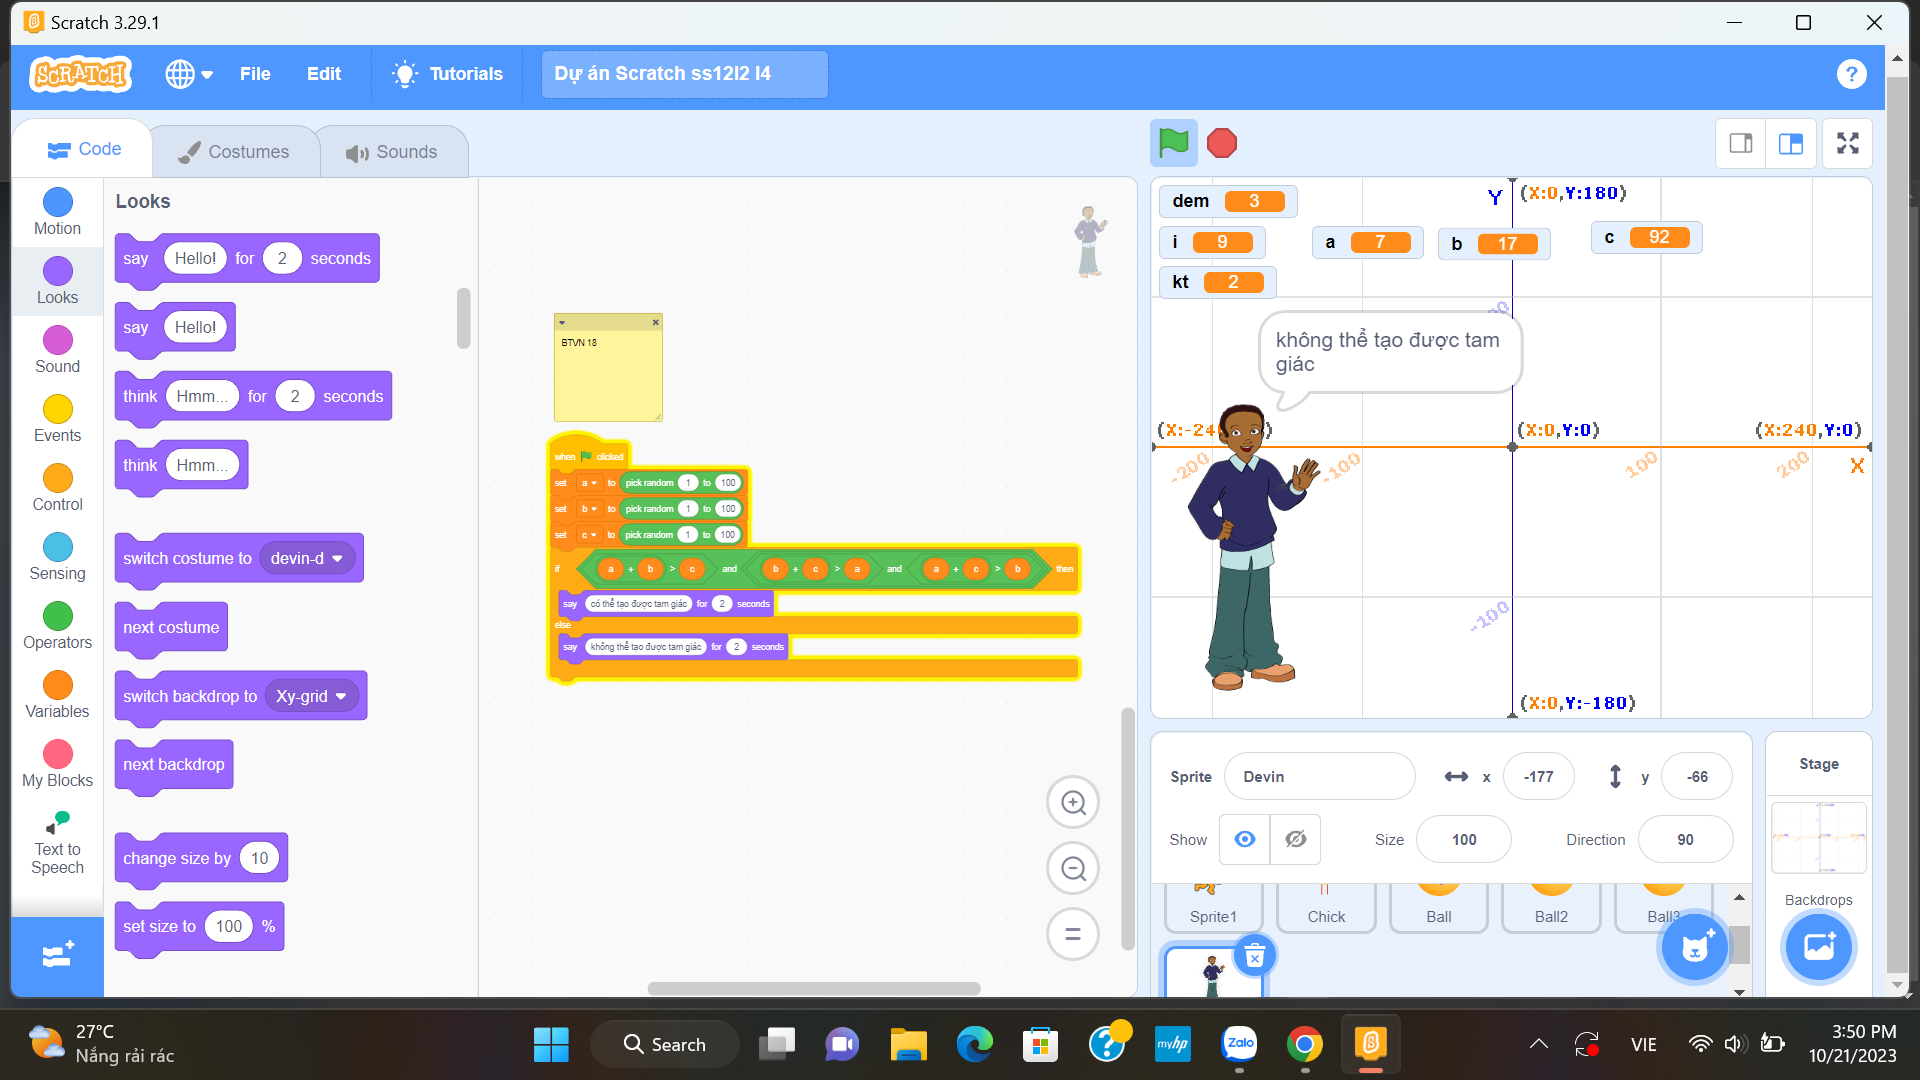 Scratch 3.29.1
SCRATCH
File
Edit
Tutorials
Dự án Scratch ss12l2 l4
?
Code
Costumes
Sounds
Motion
Looks
Sound
Events
Control
Sensing
Operators
Variables
My Blocks
Text to
Speech
Looks
say Hello! for 2 seconds
say Hello!
think Hmm... for 2 seconds
think Hmm...
switch costume to devin-d
next costume
switch backdrop to Xy-grid
next backdrop
change size by 10
set size to 100 %
BTVN 18
when clicked
set a to pick random 1 to 100
set b to pick random 1 to 100
set c to pick random 1 to 100
if a + b > c and b + c > a and a + c > b then
say có thể tạo được tam giác for 2 seconds
else
say không thể tạo được tam giác for 2 seconds
dem 3
i 9
a 7
b 17
c 92
kt 2
Y
(X:0,Y:180)
không thể tạo được tam
giác
(X:-240
(X:0,Y:0)
(X:240,Y:0)
X
-200
-100
100
200
-100
(X:0,Y:-180)
Sprite Devin x -177 y -66
Show
Size 100
Direction 90
Sprite1
Chick
Ball
Ball2
Ball3
Stage
Backdrops
27°C
Nắng rải rác
Search
myhp
Zalo
VIE
3:50 PM
10/21/2023